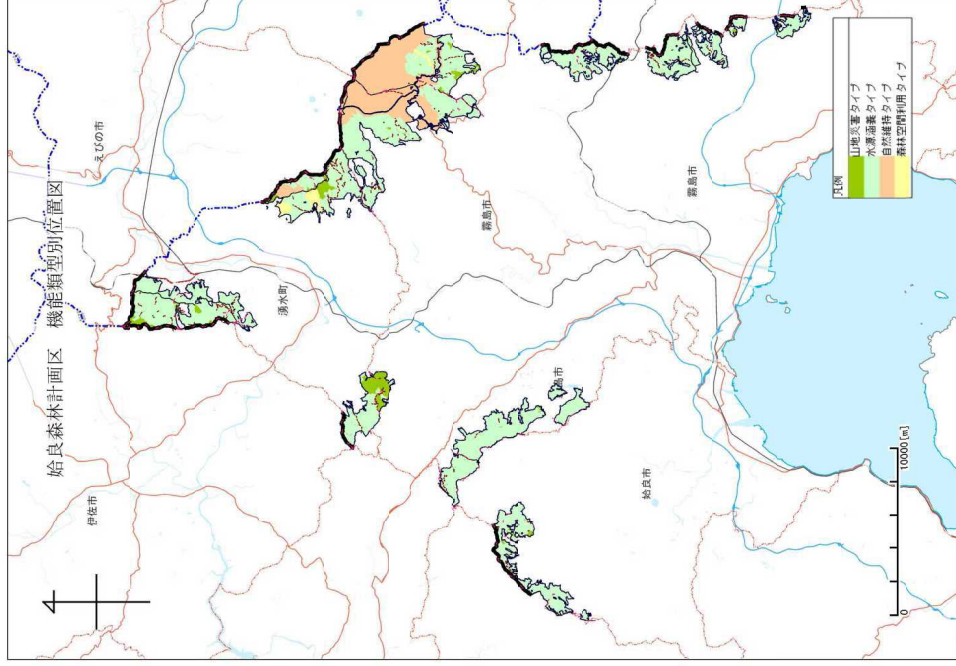 姶良森林計画区 機能類型別位置図
えびの市
伊佐市
湧水町
霧島市
島市
霧島市
姶良市
凡例
山地災害タイプ
水源涵養タイプ
自然維持タイプ
森林空間利用タイプ
0
10000[m]